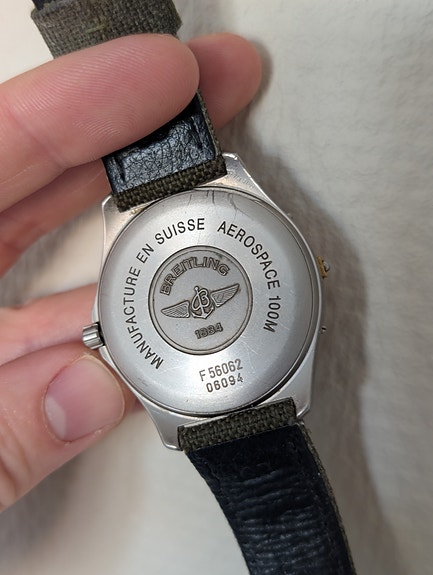 MANUFACTURE EN SUISSE AEROSPACE 100M
BREITLING
B
1884
F 56062
06094